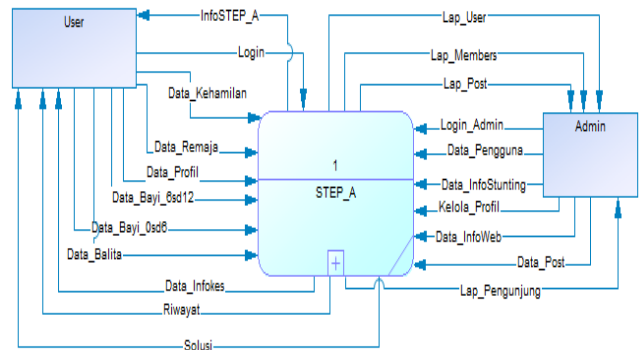 InfoSTEP_A
Lap_User
User
Login
Lap_Members
Lap_Post
Data_Kehamilan
Login_Admin
Admin
Data_Remaja
1
Data_Pengguna
Data_Profil
STEP_A
Data_InfoStunting
Data_Bayi_6sd12
Kelola_Profil
Data_Bayi_0sd6
Data_InfoWeb
Data_Balita
Data_Post
Data_Infokes
Lap_Pengunjung
Riwayat
Solusi